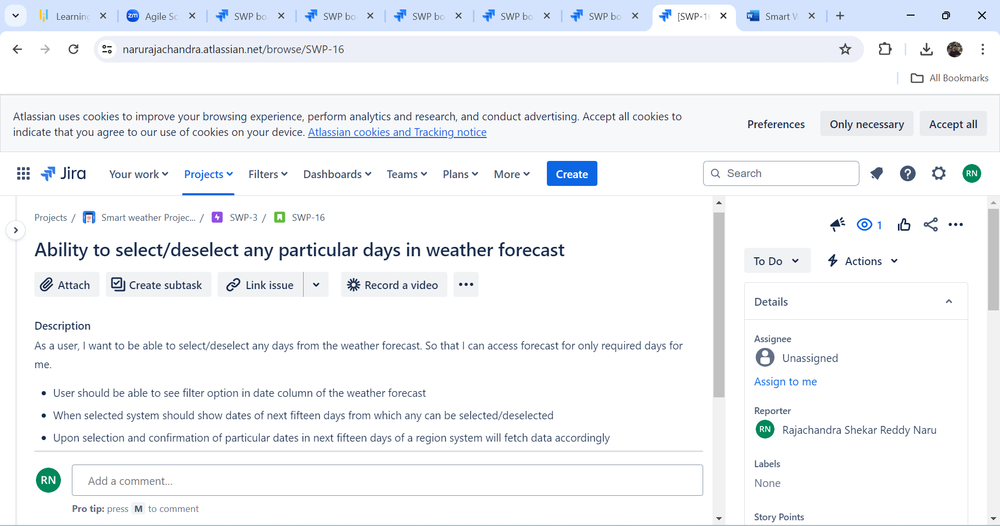 Learning
zm Agile Sc
SWP bo
SWP bo
SWP bo
SWP bo
SWP bo
[SWP-16
Smart W
narurajachandra.atlassian.net/browse/SWP-16
All Bookmarks
Atlassian uses cookies to improve your browsing experience, perform analytics and research, and conduct advertising. Accept all cookies to
indicate that you agree to our use of cookies on your device. Atlassian cookies and Tracking notice
Preferences
Only necessary
Accept all
Jira
Your work
Projects
Filters
Dashboards
Teams
Plans
More
Create
Search
RN
Projects / Smart weather Projec... / SWP-3 / SWP-16
1
Ability to select/deselect any particular days in weather forecast
To Do
Actions
Attach
Create subtask
Link issue
Record a video
Details
Description
As a user, I want to be able to select/deselect any days from the weather forecast. So that I can access forecast for only required days for
me.
• User should be able to see filter option in date column of the weather forecast
• When selected system should show dates of next fifteen days from which any can be selected/deselected
• Upon selection and confirmation of particular dates in next fifteen days of a region system will fetch data accordingly
Assignee
Unassigned
Assign to me
Reporter
RN Rajachandra Shekar Reddy Naru
Labels
None
Story Points
RN
Add a comment...
Pro tip: press M to comment